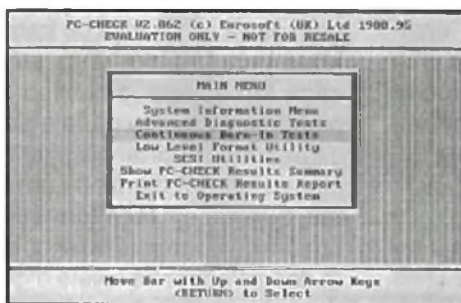 PC-CHECK V2.062 (c) Eurosoft (UK) Ltd 1988,95
EVALUATION ONLY - NOT FOR RESALE
MAIN MENU
System Information Menu
Advanced Diagnostic Tests
Continuous Burn-In Tests
Low Level Format Utility
SCSI Utilities
Show PC-CHECK Results Summary
Print PC-CHECK Results Report
Exit to Operating System
Move Bar with Up and Down Arrow Keys
<RETURN> to Select